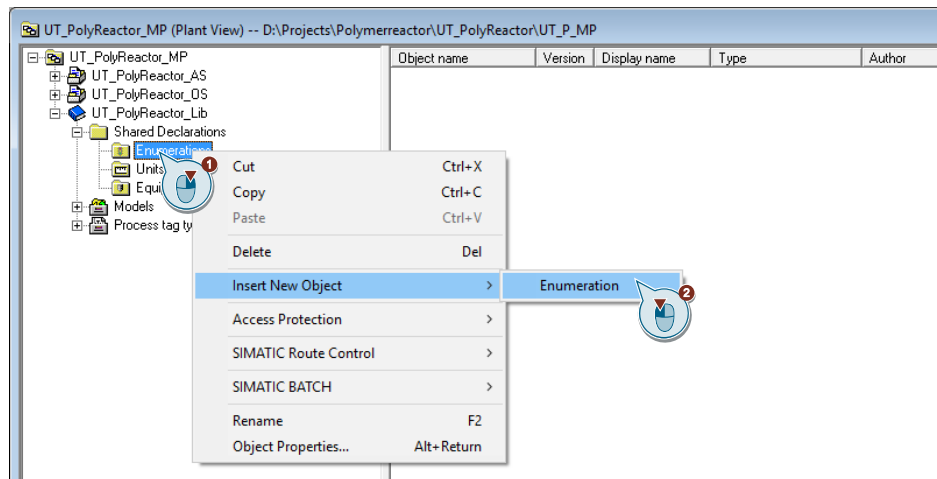 UT_PolyReactor_MP (Plant View) -- D:\Projects\Polymerreactor\UT_PolyReactor\UT_P_MP
UT_PolyReactor_MP
UT_PolyReactor_AS
UT_PolyReactor_OS
UT_PolyReactor_Lib
Shared Declarations
Enumerations
Units
Equi
Models
Process tag ty
Object name Version Display name Type Author
1
Cut Ctrl+X
Copy Ctrl+C
Paste Ctrl+V
Delete Del
Insert New Object >
Enumeration
2
Access Protection >
SIMATIC Route Control >
SIMATIC BATCH >
Rename F2
Object Properties... Alt+Return